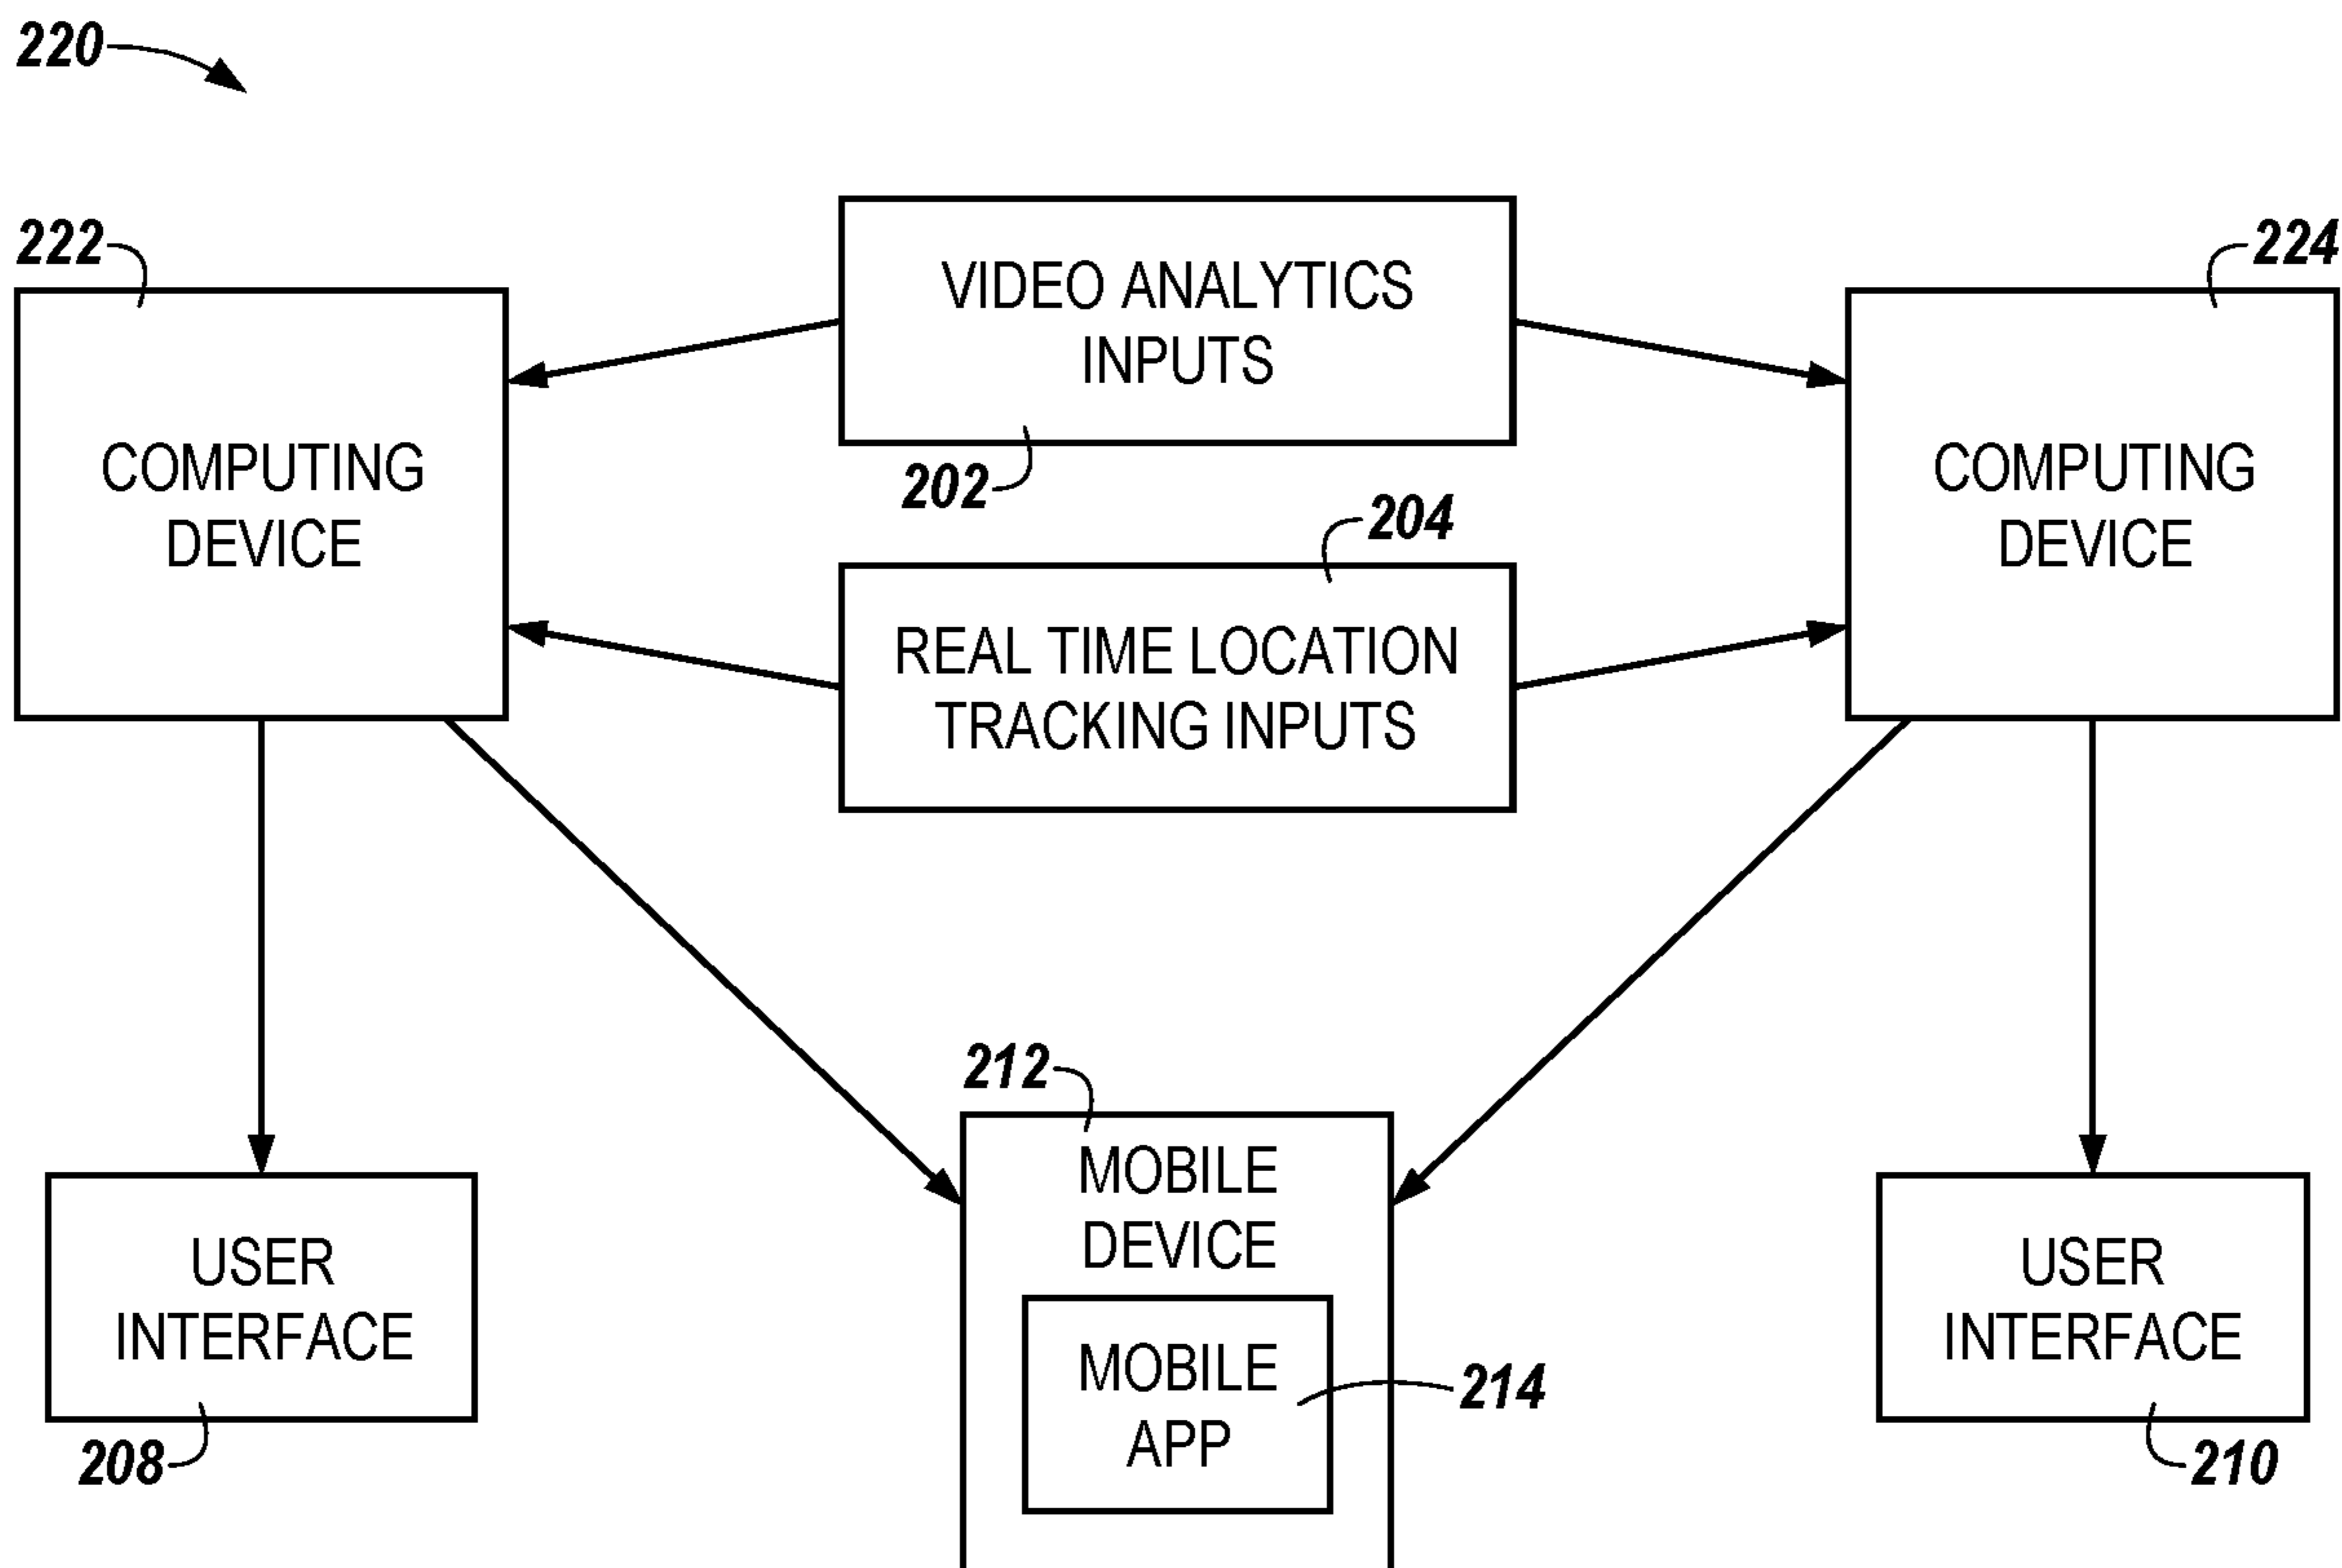 220
222
VIDEO ANALYTICS
INPUTS
202
224
COMPUTING
DEVICE
COMPUTING
DEVICE
204
REAL TIME LOCATION
TRACKING INPUTS
212
MOBILE
DEVICE
USER
INTERFACE
208
MOBILE
APP
214
USER
INTERFACE
210